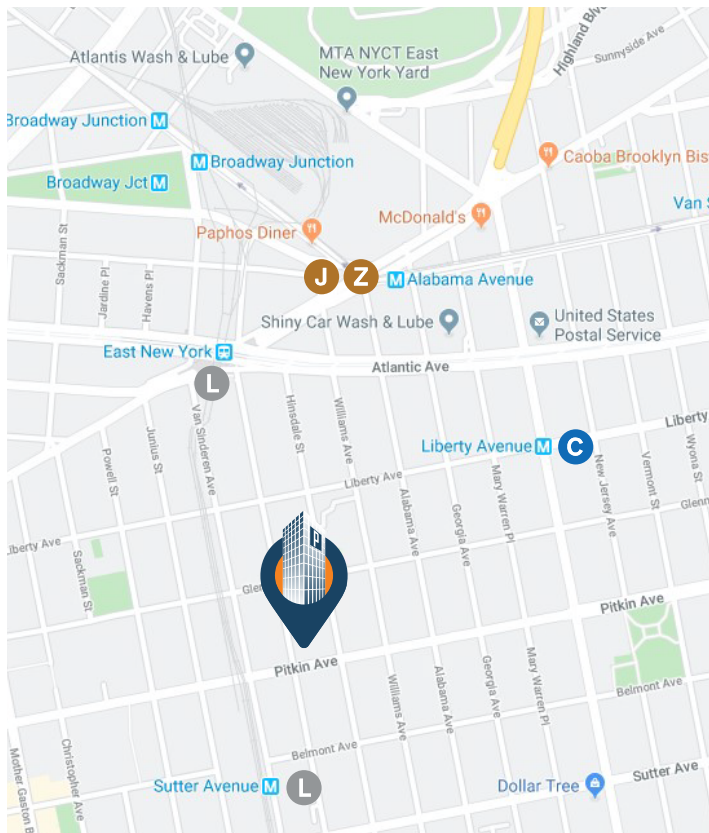 Highland Blv
Sunnyside Ave
Atlantis Wash & Lube
MTA NYCT East
New York Yard
Broadway Junction M
M Broadway Junction
Caoba Brooklyn Bis
Broadway Jct M
Van S
McDonald's
Paphos Diner
Sackman St
Jardine Pl
Havens Pl
J Z
M Alabama Avenue
Shiny Car Wash & Lube
United States
Postal Service
East New York
Atlantic Ave
L
Van Sinderen Ave
Hinsdale St
Williams Ave
Liberty
Liberty Avenue M C
Powell St
Junius St
Liberty Ave
Alabama Ave
Georgia Ave
Mary Warren Pl
New Jersey Ave
Vermont St
Wyona St
Glenn
Liberty Ave
Sackman St
P
Glen
Pitkin Ave
Pitkin Ave
Williams Ave
Alabama Ave
Georgia Ave
Mary Warren Pl
Belmont Ave
Belmont Ave
Mother Gaston B
Christopher Ave
Sutter Avenue M L
Dollar Tree
Sutter Ave